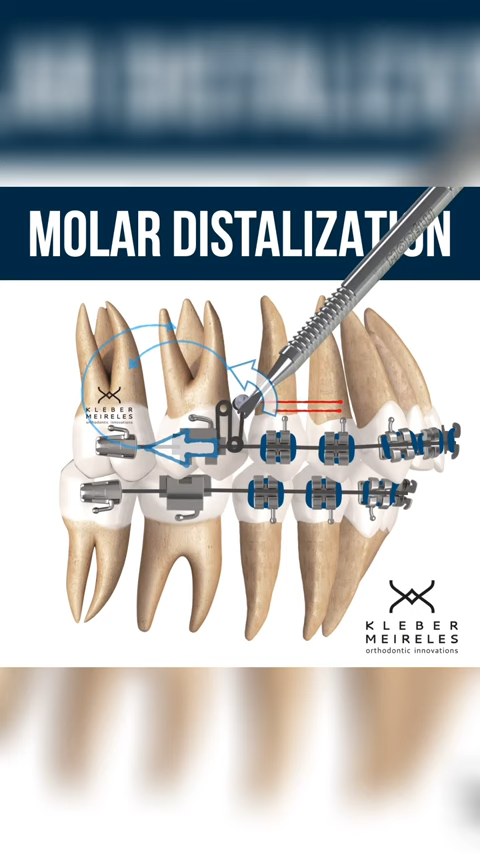 MOLAR DISTALIZATION
KLEBER
MEIRELES
orthodontic innovations
KLEBER
MEIRELES
orthodontic innovations